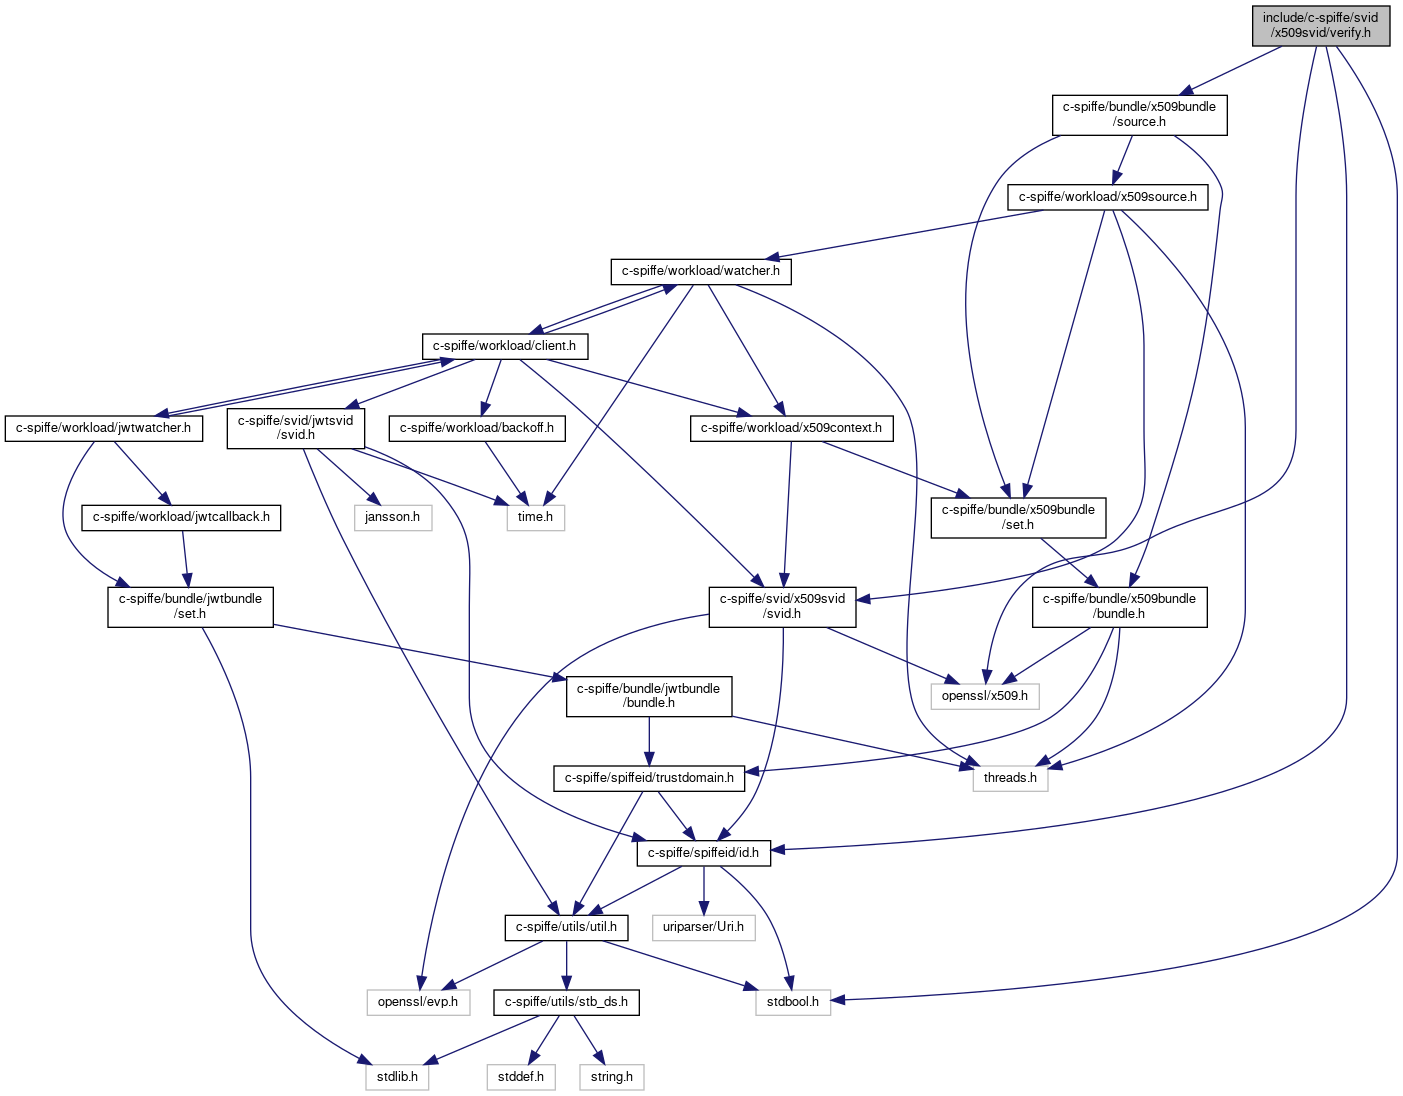 include/c-spiffe/svid
/x509svid/verify.h
c-spiffe/bundle/x509bundle
/source.h
c-spiffe/workload/x509source.h
c-spiffe/workload/watcher.h
c-spiffe/workload/client.h
c-spiffe/workload/jwtwatcher.h
c-spiffe/svid/jwtsvid
/svid.h
c-spiffe/workload/backoff.h
c-spiffe/workload/x509context.h
c-spiffe/workload/jwtcallback.h
jansson.h
time.h
c-spiffe/bundle/x509bundle
/set.h
c-spiffe/bundle/jwtbundle
/set.h
c-spiffe/svid/x509svid
/svid.h
c-spiffe/bundle/x509bundle
/bundle.h
c-spiffe/bundle/jwtbundle
/bundle.h
openssl/x509.h
c-spiffe/spiffeid/trustdomain.h
threads.h
c-spiffe/spiffeid/id.h
c-spiffe/utils/util.h
uriparser/Uri.h
openssl/evp.h
c-spiffe/utils/stb_ds.h
stdbool.h
stdlib.h
stddef.h
string.h